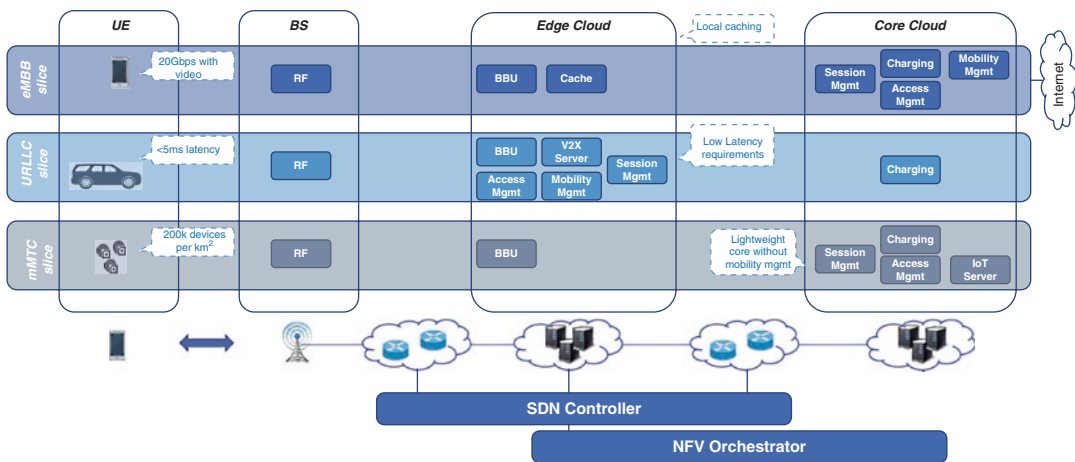 UE
BS
Edge Cloud
Core Cloud
Local caching
eMBB
slice
20Gbps with
video
RF
BBU
Cache
Session
Mgmt
Charging
Access
Mgmt
Mobility
Mgmt
Internet
URLLC
slice
<5ms latency
RF
BBU
V2X
Server
Access
Mgmt
Mobility
Mgmt
Session
Mgmt
Low Latency
requirements
Charging
mMTC
slice
200k devices
per km²
RF
BBU
Lightweight
core without
mobility mgmt
Session
Mgmt
Charging
Access
Mgmt
IoT
Server
SDN Controller
NFV Orchestrator